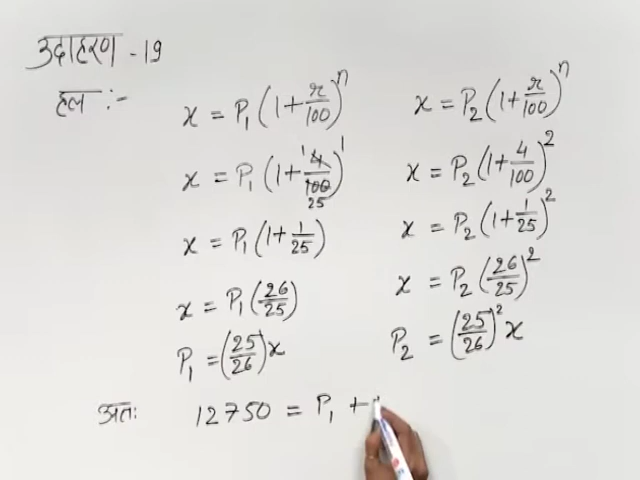 उदाहरण - 19
हल :-
x = P₁ (1 + r/100)ⁿ
x = P₁ (1 + 4/100)¹ 1 25
x = P₁ (1 + 1/25)
x = P₁ (26/25)
P₁ = (25/26) x
x = P₂ (1 + r/100)ⁿ
x = P₂ (1 + 4/100)²
x = P₂ (1 + 1/25)²
x = P₂ (26/25)²
P₂ = (25/26)² x
अतः 12750 = P₁ +